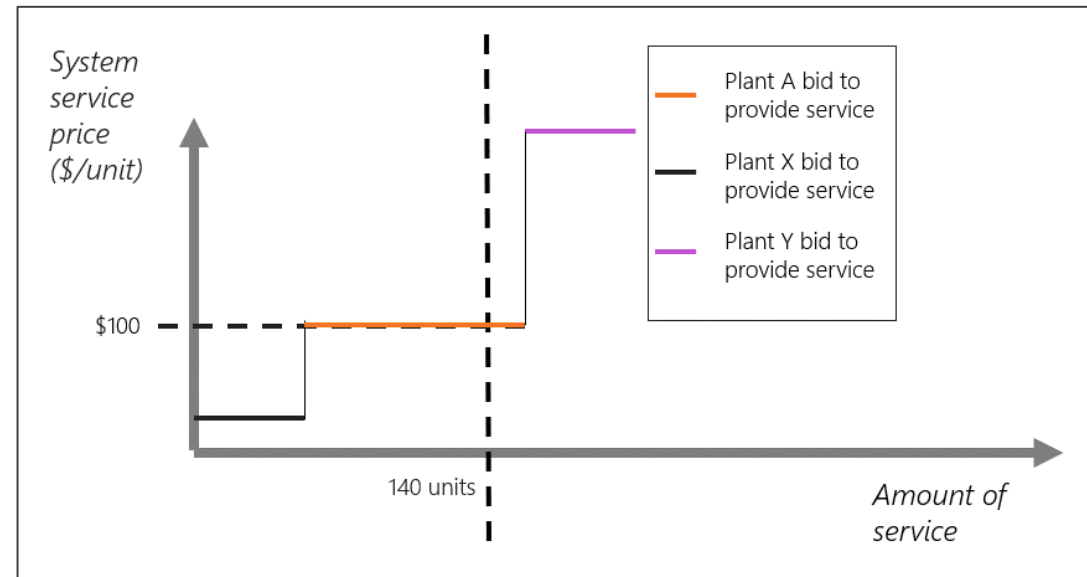 System
service
price
($/unit)
Plant A bid to
provide service
Plant X bid to
provide service
Plant Y bid to
provide service
$100
140 units
Amount of
service